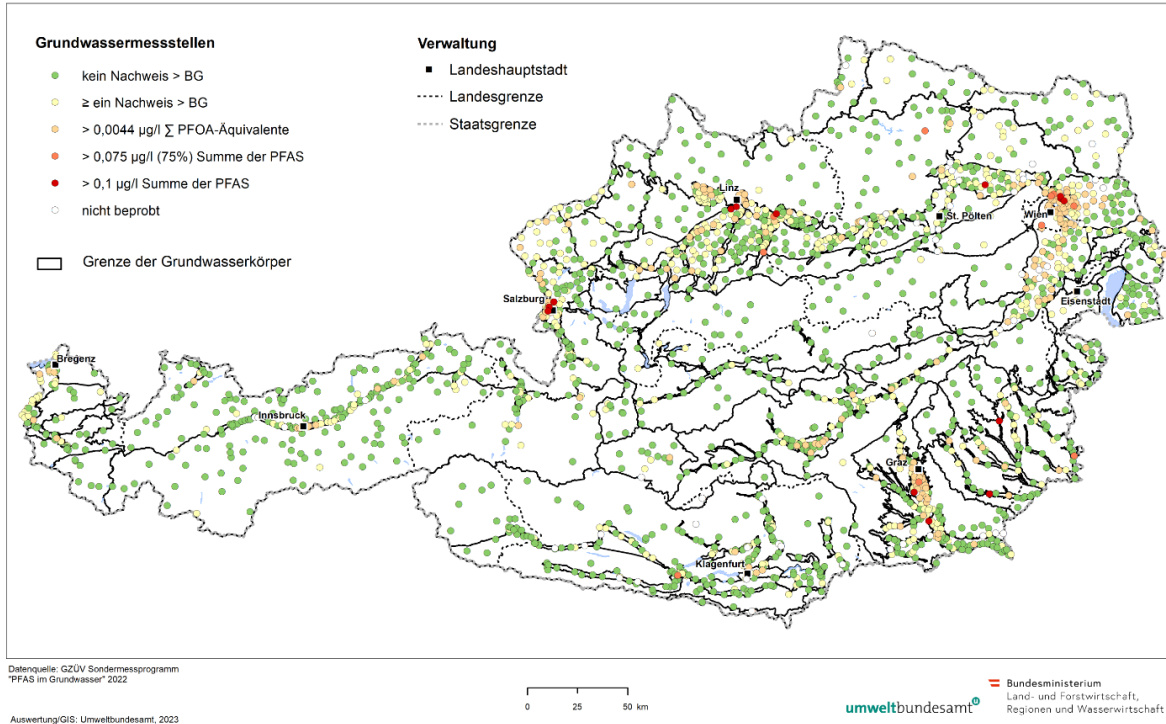 Grundwassermessstellen
kein Nachweis > BG
≥ ein Nachweis > BG
> 0,0044 µg/l ∑ PFOA-Äquivalente
> 0,075 µg/l (75%) Summe der PFAS
> 0,1 µg/l Summe der PFAS
nicht beprobt
Grenze der Grundwasserkörper
Verwaltung
Landeshauptstadt
Landesgrenze
Staatsgrenze
Linz
St. Pölten
Wien
Eisenstadt
Salzburg
Bregenz
Innsbruck
Graz
Klagenfurt
Datenquelle: GZÜV Sondermessprogramm
"PFAS im Grundwasser" 2022
Auswertung/GIS: Umweltbundesamt, 2023
0 25 50 km
umweltbundesamt
Bundesministerium
Land- und Forstwirtschaft,
Regionen und Wasserwirtschaft